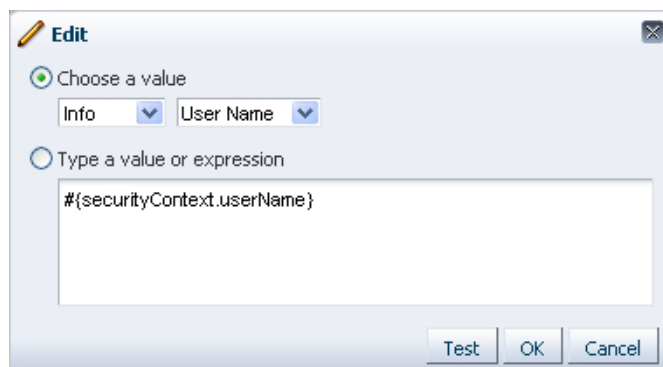 Edit
Choose a value
Info User Name
Type a value or expression
#{securityContext.userName}
Test OK Cancel